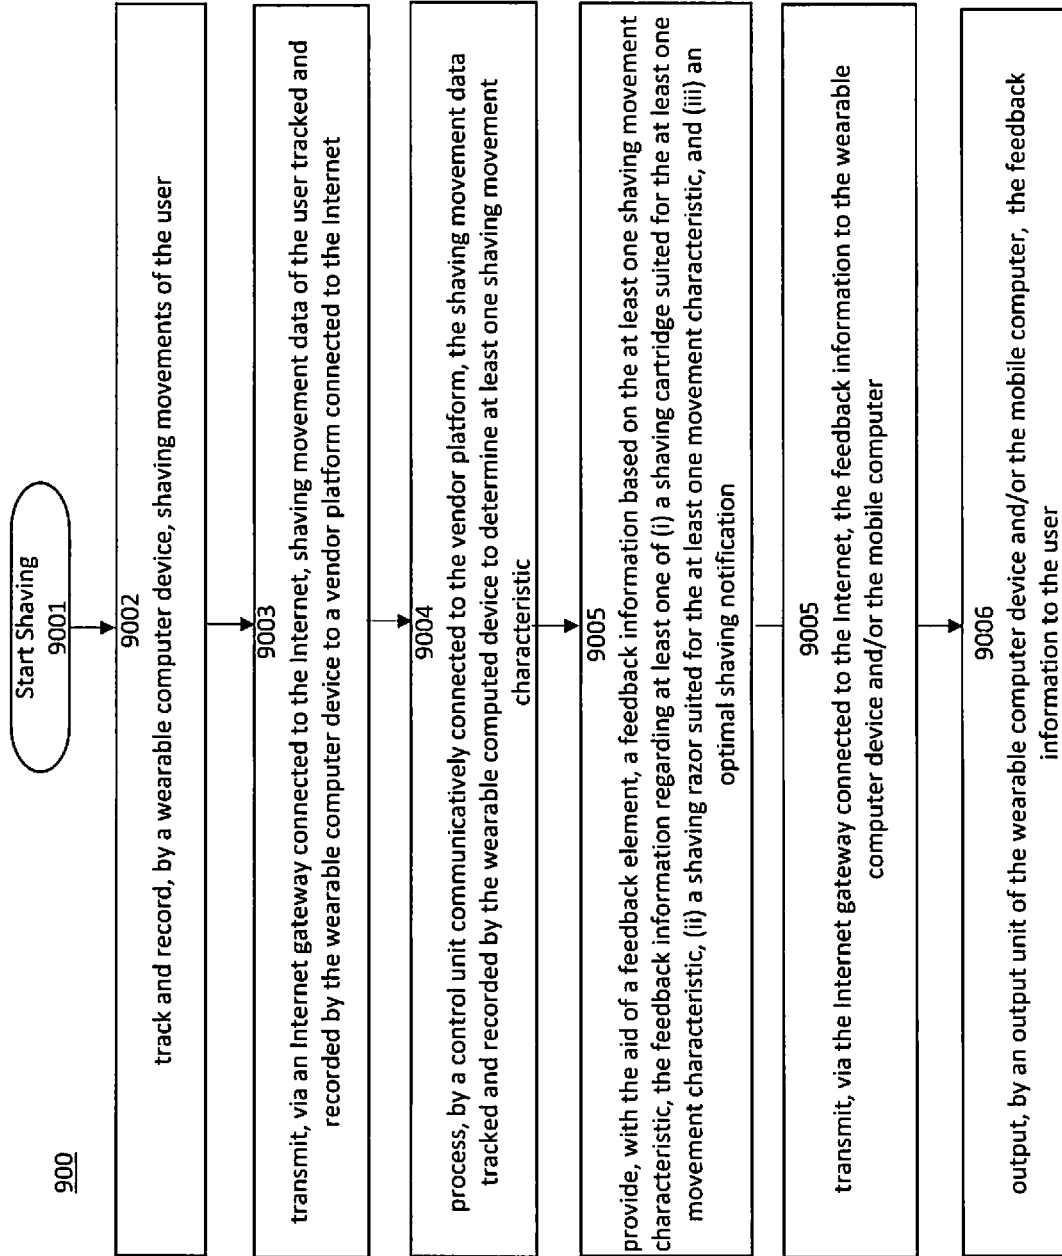 900
Start Shaving
9001
9002
track and record, by a wearable computer device, shaving movements of the user
9003
transmit, via an Internet gateway connected to the Internet, shaving movement data of the user tracked and
recorded by the wearable computer device to a vendor platform connected to the Internet
9004
process, by a control unit communicatively connected to the vendor platform, the shaving movement data
tracked and recorded by the wearable computed device to determine at least one shaving movement
characteristic
9005
provide, with the aid of a feedback element, a feedback information based on the at least one shaving movement
characteristic, the feedback information regarding at least one of (i) a shaving cartridge suited for the at least one
movement characteristic, (ii) a shaving razor suited for the at least one movement characteristic, and (iii) an
optimal shaving notification
9005
transmit, via the Internet gateway connected to the Internet, the feedback information to the wearable
computer device and/or the mobile computer
9006
output, by an output unit of the wearable computer device and/or the mobile computer, the feedback
information to the user